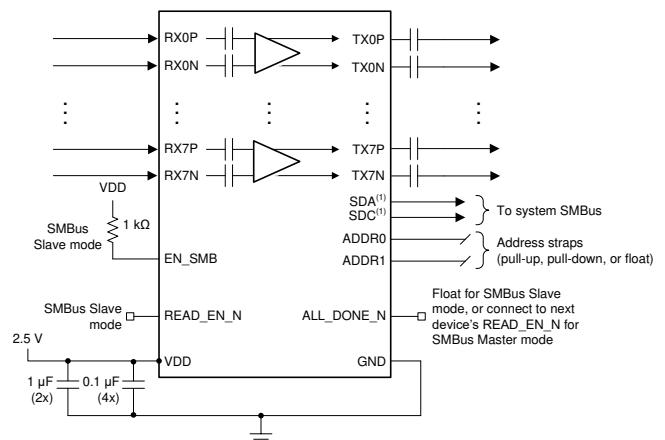 RX0P
TX0P
RX0N
TX0N
RX7P
TX7P
RX7N
TX7N
VDD
SMBus
Slave mode
1 kΩ
SDA(1)
SDC(1)
To system SMBus
ADDR0
ADDR1
Address straps
(pull-up, pull-down, or float)
EN_SMB
SMBus Slave
mode
READ_EN_N
ALL_DONE_N
Float for SMBus Slave
mode, or connect to next
device's READ_EN_N for
SMBus Master mode
2.5 V
VDD
GND
1 µF
(2x)
0.1 µF
(4x)